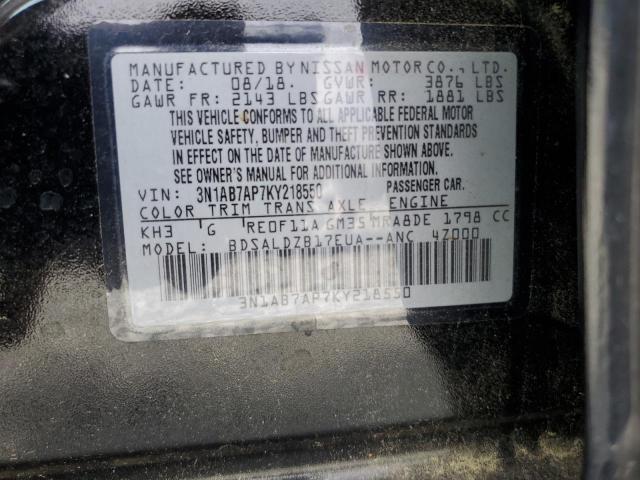 MANUFACTURED BY NISSAN MOTOR CO., LTD.
DATE: 08/18. GVWR: 3876 LBS
GAWR FR: 2143 LBS GAWR RR: 1881 LBS
THIS VEHICLE CONFORMS TO ALL APPLICABLE FEDERAL MOTOR
VEHICLE SAFETY, BUMPER AND THEFT PREVENTION STANDARDS
IN EFFECT ON THE DATE OF MANUFACTURE SHOWN ABOVE.
SEE OWNER'S MANUAL FOR ADDITIONAL INFORMATION.
VIN: 3N1AB7AP7KY218550 PASSENGER CAR.
COLOR TRIM TRANS AXLE ENGINE
KH3 G RE0F11A GM35 MRA8DE 1798 CC
MODEL: BDSALDZB17EUA--ANC 4Z000
3N1AB7AP7KY218550